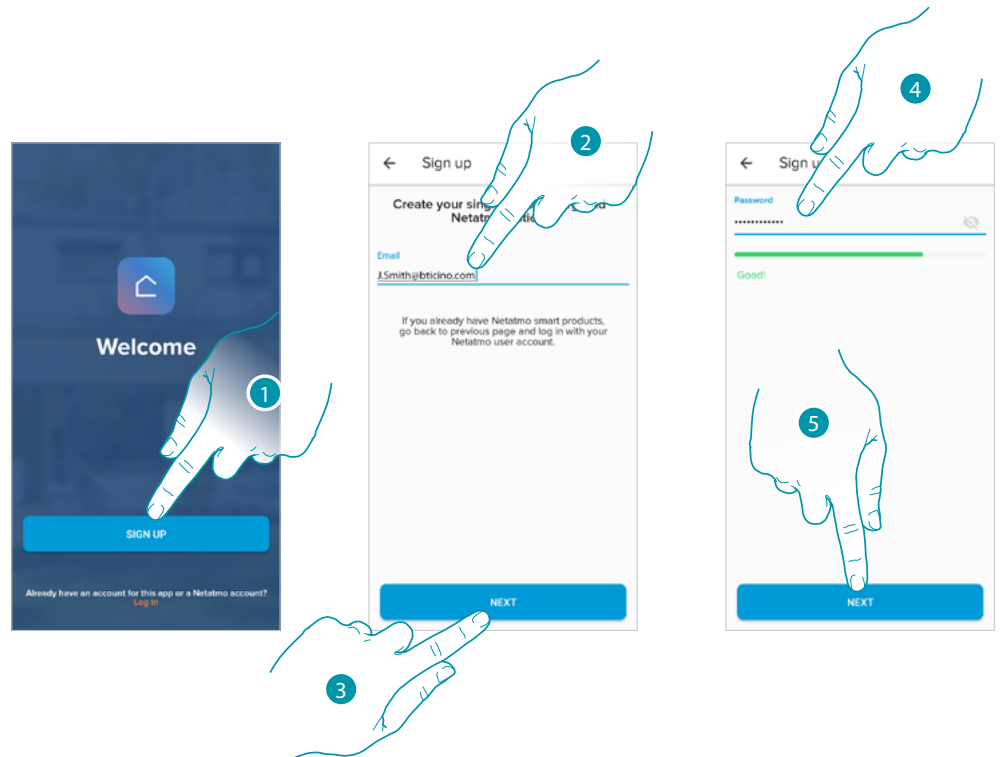 Welcome
1
SIGN UP
Already have an account for this app or a Netatmo account?
Log in
2
Sign up
Create your
Email
J.Smith@bticino.com
If you already have Netatmo smart products,
go back to previous page and log in with your
Netatmo user account.
NEXT
3
4
Sign u
Password
••••••••••••
Good!
5
NEXT